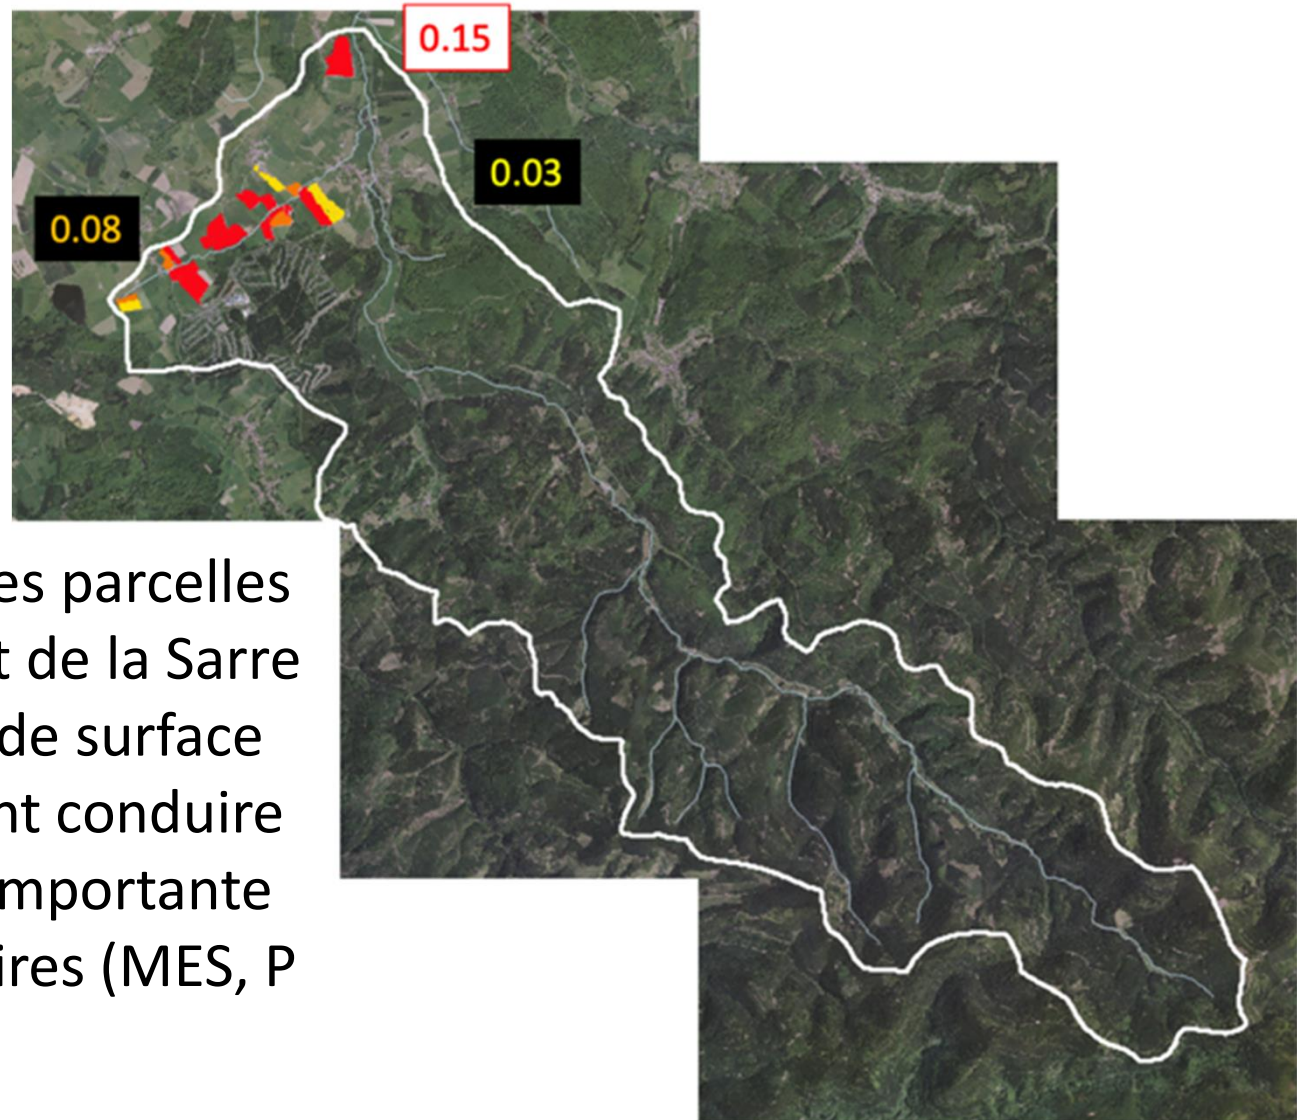 0.15
0.03
0.08
es parcelles
t de la Sarre
de surface
nt conduire
mportante
ires (MES, P